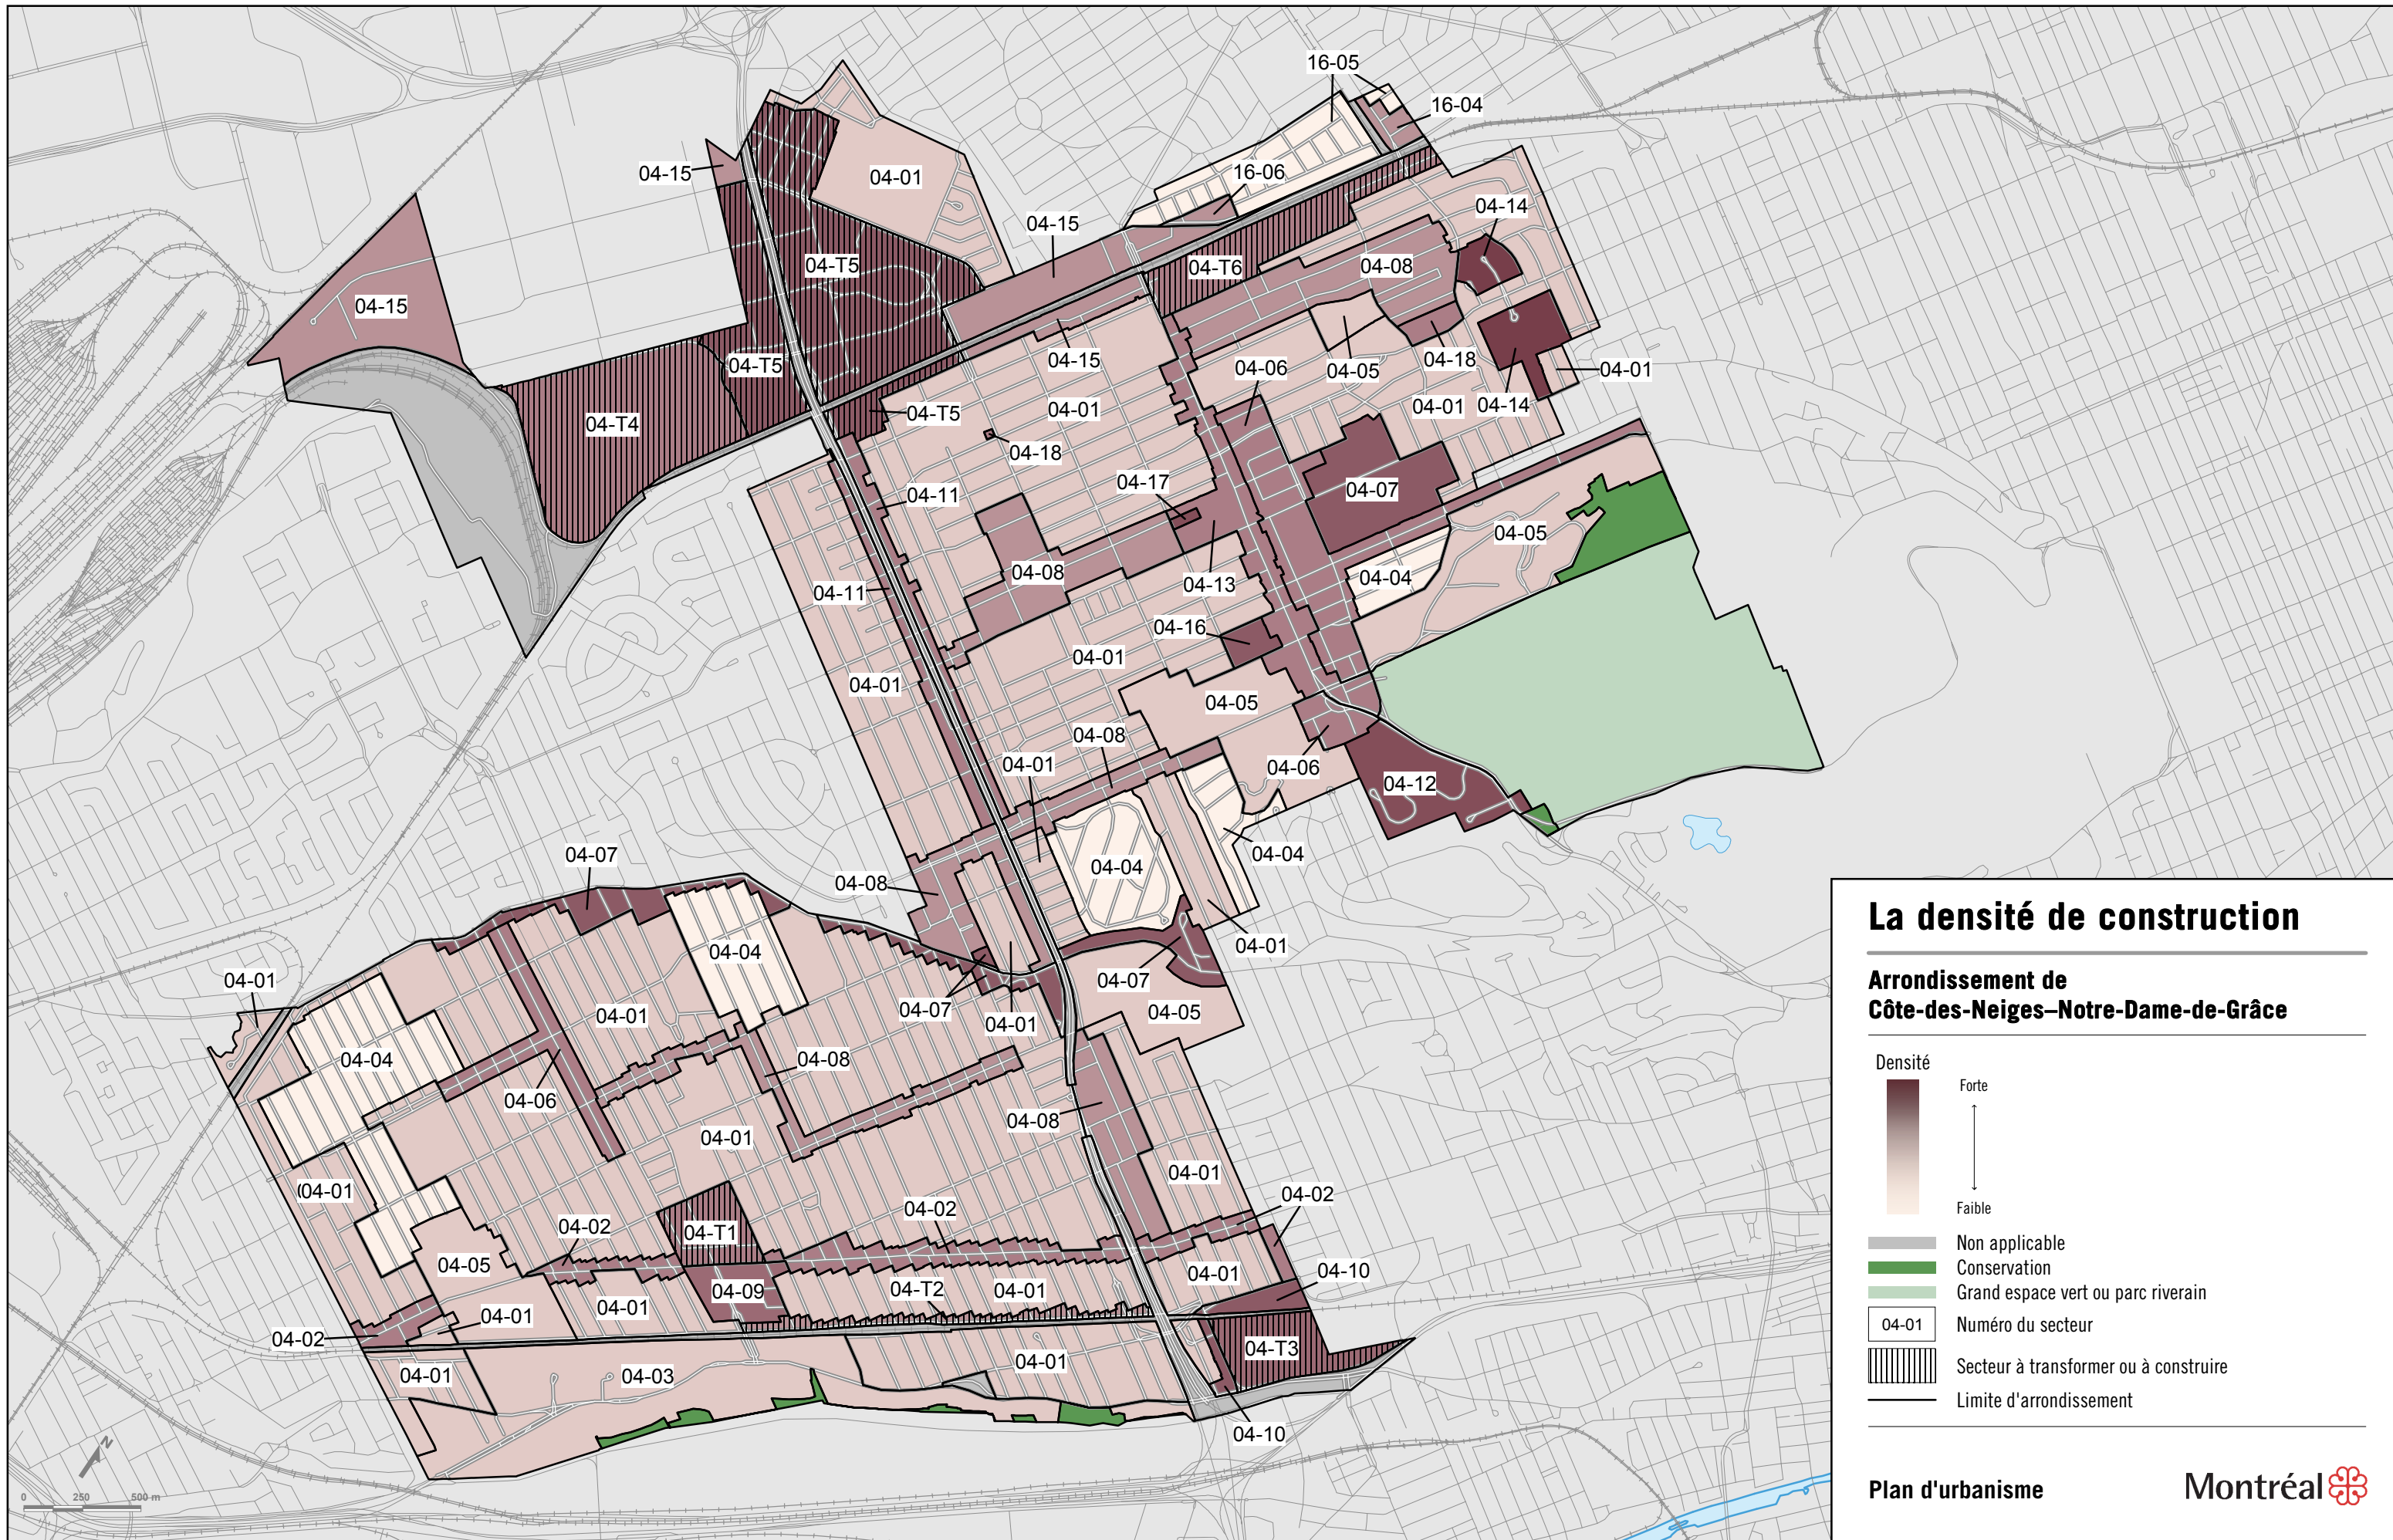 16-05
16-04
04-15
04-01
16-06
04-14
04-15
04-T5
04-T6
04-08
04-15
04-15
04-T5
04-06
04-05
04-18
04-01
04-T4
04-T5
04-01
04-01
04-14
04-18
04-17
04-07
04-11
04-05
04-08
04-13
04-04
04-11
04-16
04-01
04-01
04-05
04-08
04-01
04-06
04-12
04-07
04-04
04-04
04-08
04-04
04-01
04-01
04-07
04-07
04-05
04-01
04-01
04-04
04-08
04-06
04-08
04-01
04-01
(04-01
04-02
04-02
04-02
04-T1
04-05
04-01
04-10
04-09
04-T2
04-01
04-01
04-01
04-02
04-T3
04-01
04-03
04-01
04-10
N
0 250 500 m
La densité de construction
Arrondissement de
Côte-des-Neiges–Notre-Dame-de-Grâce
Densité
Forte
Faible
Non applicable
Conservation
Grand espace vert ou parc riverain
04-01 Numéro du secteur
Secteur à transformer ou à construire
Limite d'arrondissement
Plan d'urbanisme
Montréal